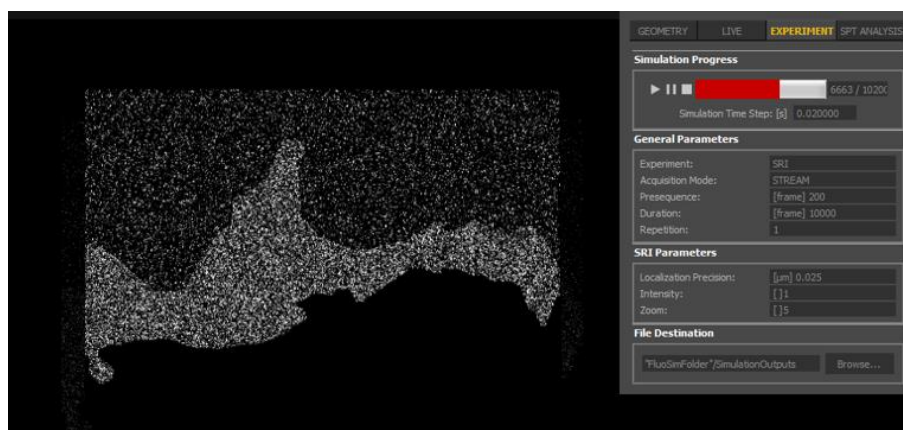 GEOMETRY LIVE EXPERIMENT SPT ANALYSIS
Simulation Progress
6663 / 1020
Simulation Time Step: [s] 0.020000
General Parameters
Experiment: SRI
Acquisition Mode: STREAM
Presequence: [frame] 200
Duration: [frame] 10000
Repetition: 1
SRI Parameters
Localization Precision: [µm] 0.025
Intensity: [ ]1
Zoom: [ ]5
File Destination
"FluoSimFolder"/SimulationOutputs Browse...